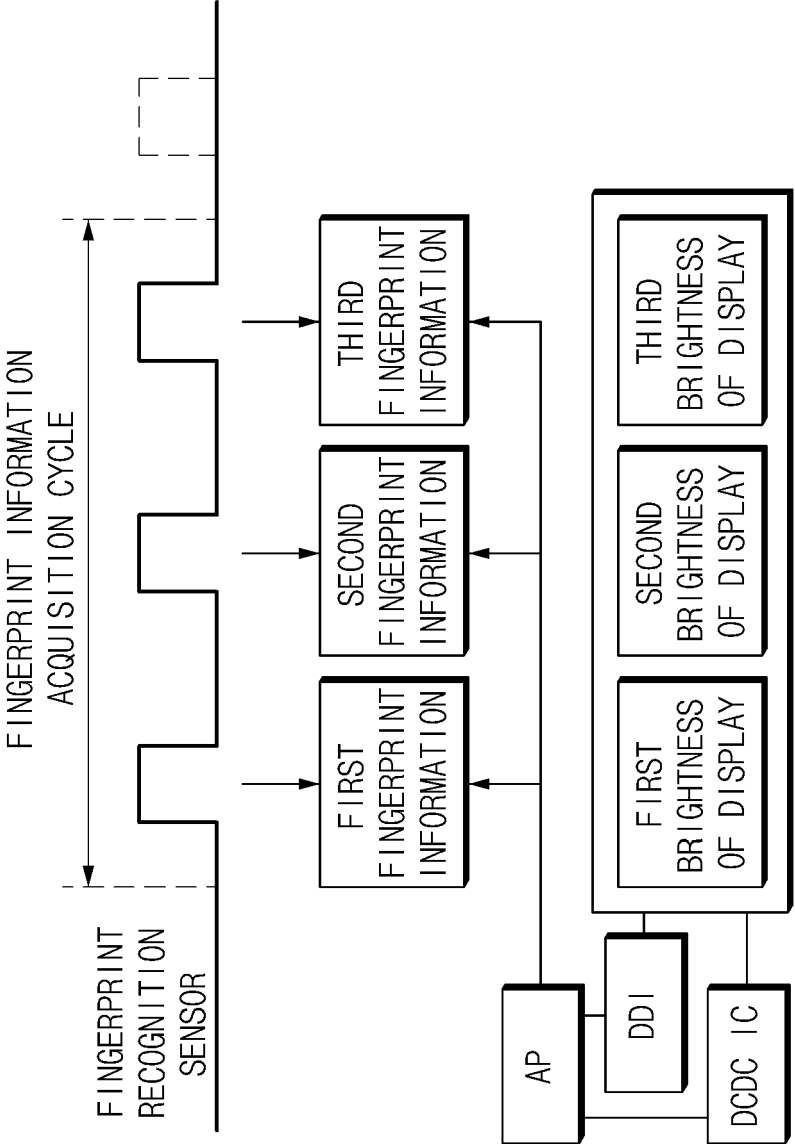 FINGERPRINT INFORMATION
ACQUISITION CYCLE
FINGERPRINT
RECOGNITION
SENSOR
FIRST
FINGERPRINT
INFORMATION
SECOND
FINGERPRINT
INFORMATION
THIRD
FINGERPRINT
INFORMATION
AP
DDI
DCDC IC
FIRST
BRIGHTNESS
OF DISPLAY
SECOND
BRIGHTNESS
OF DISPLAY
THIRD
BRIGHTNESS
OF DISPLAY